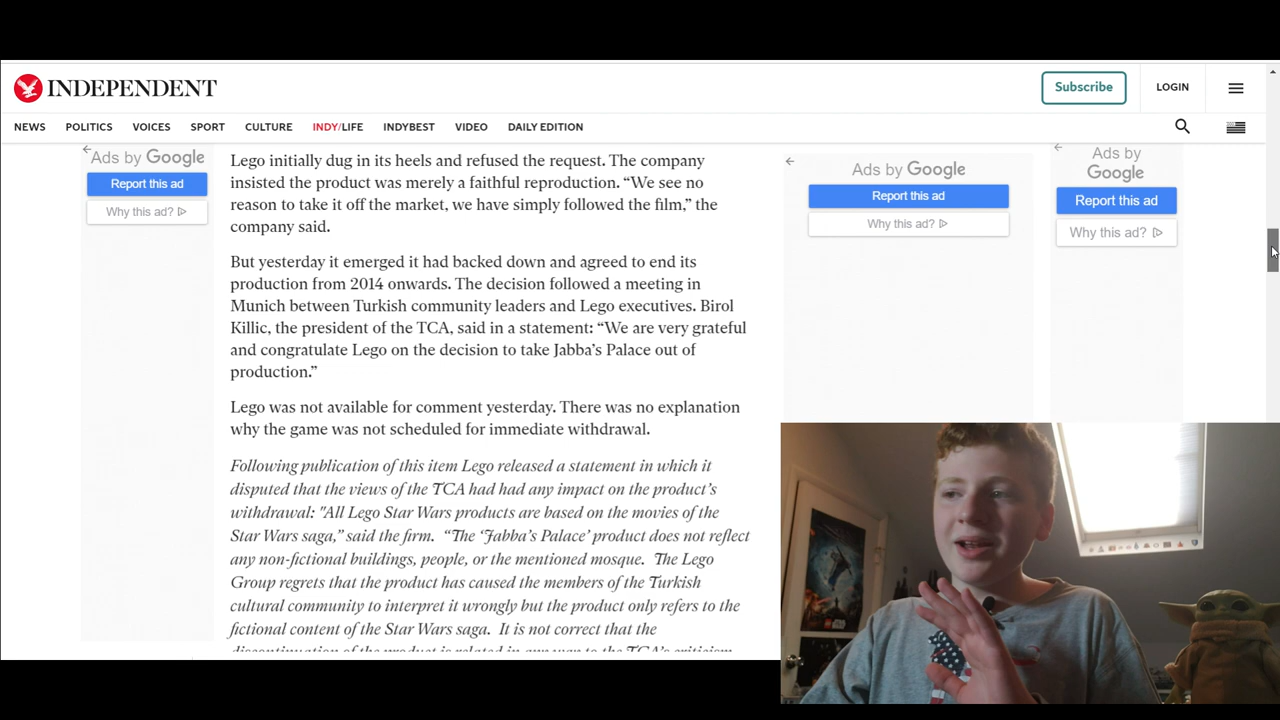 INDEPENDENT
Subscribe
LOGIN
NEWS
POLITICS
VOICES
SPORT
CULTURE
INDY/LIFE
INDYBEST
VIDEO
DAILY EDITION
Ads by Google
Report this ad
Why this ad?
Lego initially dug in its heels and refused the request. The company
insisted the product was merely a faithful reproduction. “We see no
reason to take it off the market, we have simply followed the film,” the
company said.
But yesterday it emerged it had backed down and agreed to end its
production from 2014 onwards. The decision followed a meeting in
Munich between Turkish community leaders and Lego executives. Birol
Killic, the president of the TCA, said in a statement: “We are very grateful
and congratulate Lego on the decision to take Jabba’s Palace out of
production.”
Lego was not available for comment yesterday. There was no explanation
why the game was not scheduled for immediate withdrawal.
Following publication of this item Lego released a statement in which it
disputed that the views of the TCA had had any impact on the product’s
withdrawal: "All Lego Star Wars products are based on the movies of the
Star Wars saga,” said the firm.  “The ‘Jabba’s Palace’ product does not reflect
any non-fictional buildings, people, or the mentioned mosque.  The Lego
Group regrets that the product has caused the members of the Turkish
cultural community to interpret it wrongly but the product only refers to the
fictional content of the Star Wars saga.  It is not correct that the
discontinuation of the product is related in any way to the TCA’s criticism
Ads by Google
Report this ad
Why this ad?
Ads by
Google
Report this ad
Why this ad?